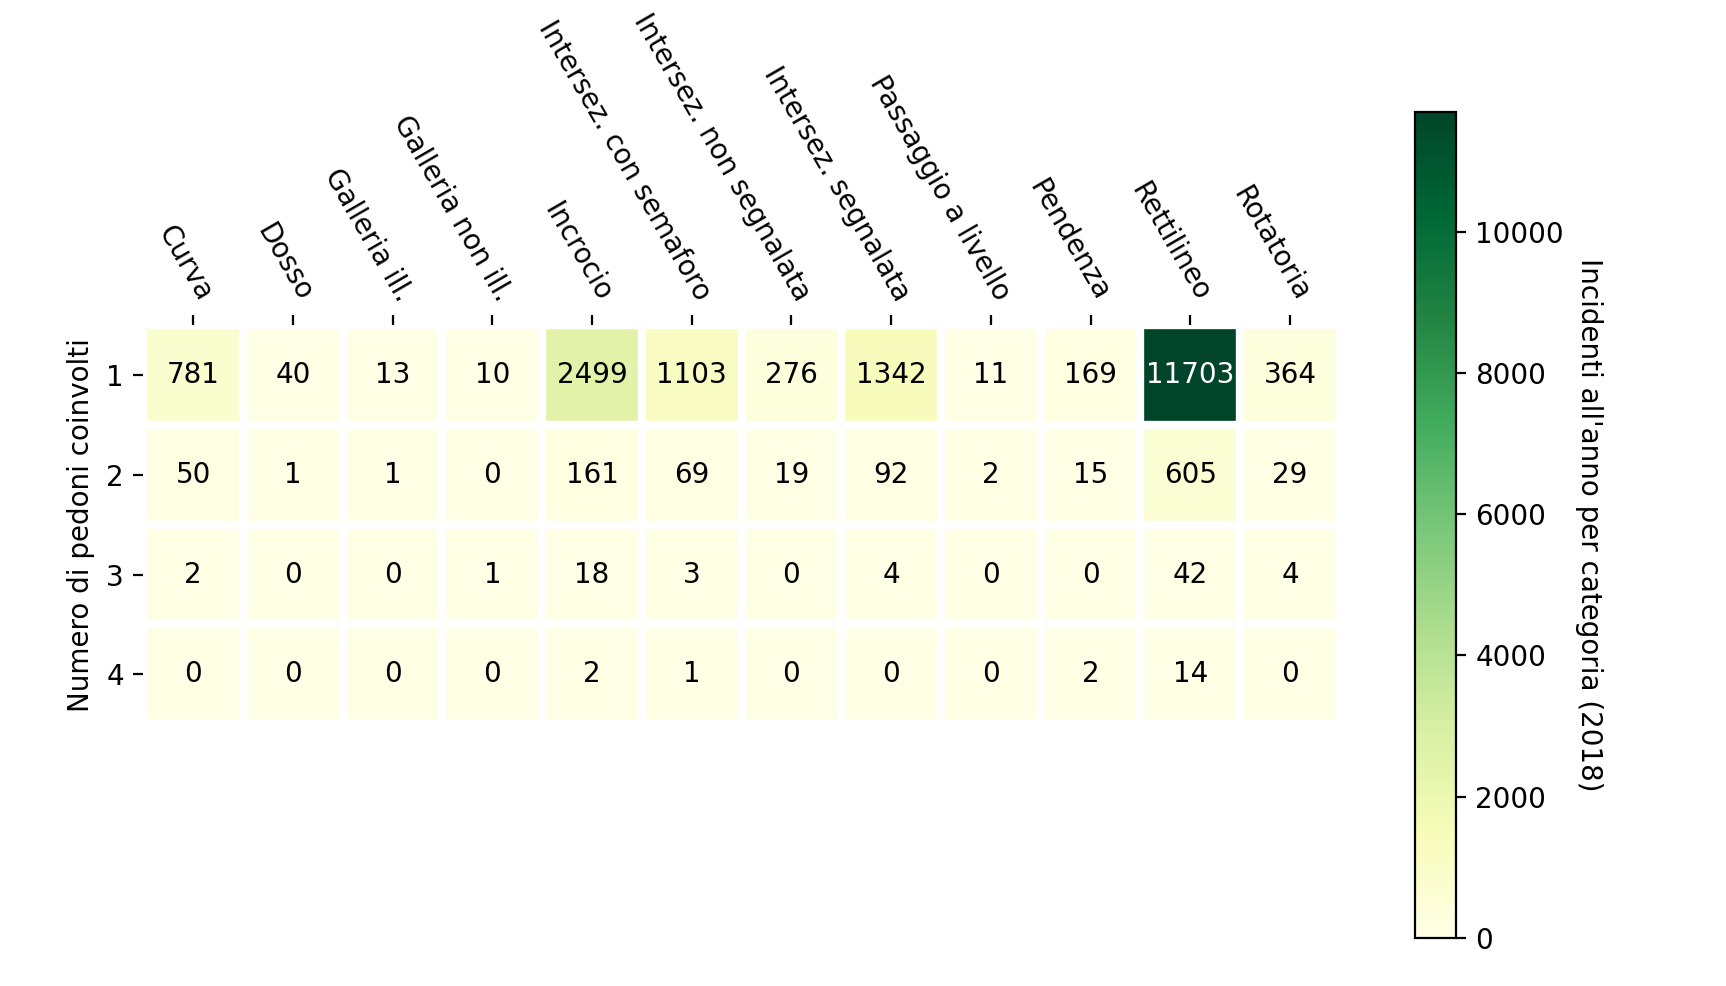 Curva
Dosso
Galleria ill.
Galleria non ill.
Incrocio
Intersez. con semaforo
Intersez. non segnalata
Intersez. segnalata
Passaggio a livello
Pendenza
Rettilineo
Rotatoria
Numero di pedoni coinvolti
1 781 40 13 10 2499 1103 276 1342 11 169 11703 364
2 50 1 1 0 161 69 19 92 2 15 605 29
3 2 0 0 1 18 3 0 4 0 0 42 4
4 0 0 0 0 2 1 0 0 0 2 14 0
10000
8000
6000
4000
2000
0
Incidenti all'anno per categoria (2018)